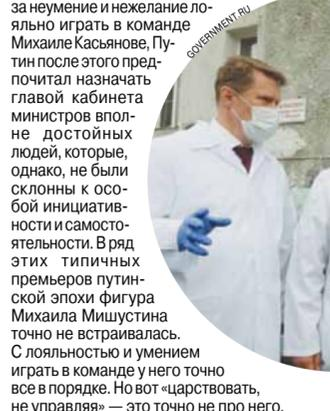 за неумение и нежелание ло-
яльно играть в команде
Михаиле Касьянове, Пу-
тин после этого пред-
почитал назначать
главой кабинета
министров впол-
не достойных
людей, которые,
однако, не были
склонны к осо-
бой инициатив-
ности и самосто-
ятельности. В ряд
этих типичных
премьеров путин-
ской эпохи фигура
Михаила Мишустина
точно не встраивалась.
С лояльностью и умением
играть в команде у него точно
все в порядке. Но вот «царствовать,
не управляя» — это точно не про него.
GOVERNMENT.RU